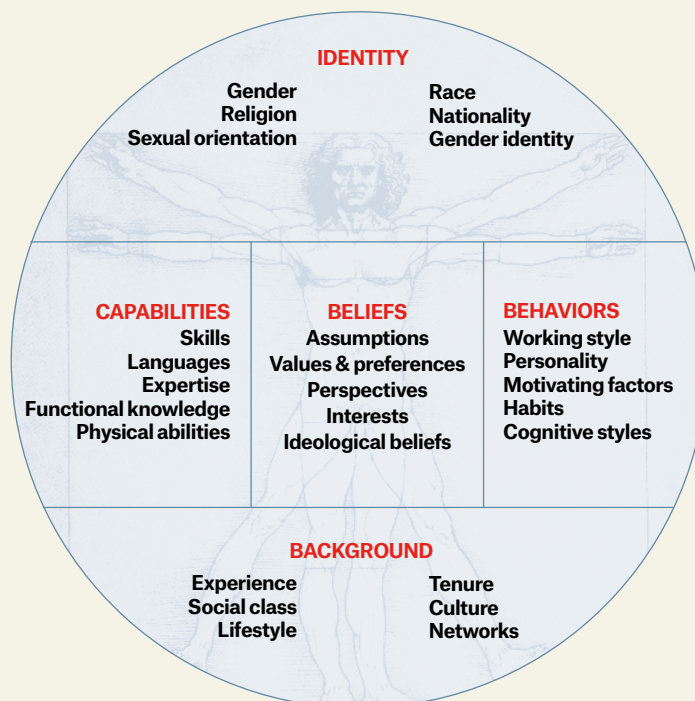 IDENTITY
Gender
Religion
Sexual orientation
Race
Nationality
Gender identity
CAPABILITIES
Skills
Languages
Expertise
Functional knowledge
Physical abilities
BELIEFS
Assumptions
Values & preferences
Perspectives
Interests
Ideological beliefs
BEHAVIORS
Working style
Personality
Motivating factors
Habits
Cognitive styles
BACKGROUND
Experience
Social class
Lifestyle
Tenure
Culture
Networks